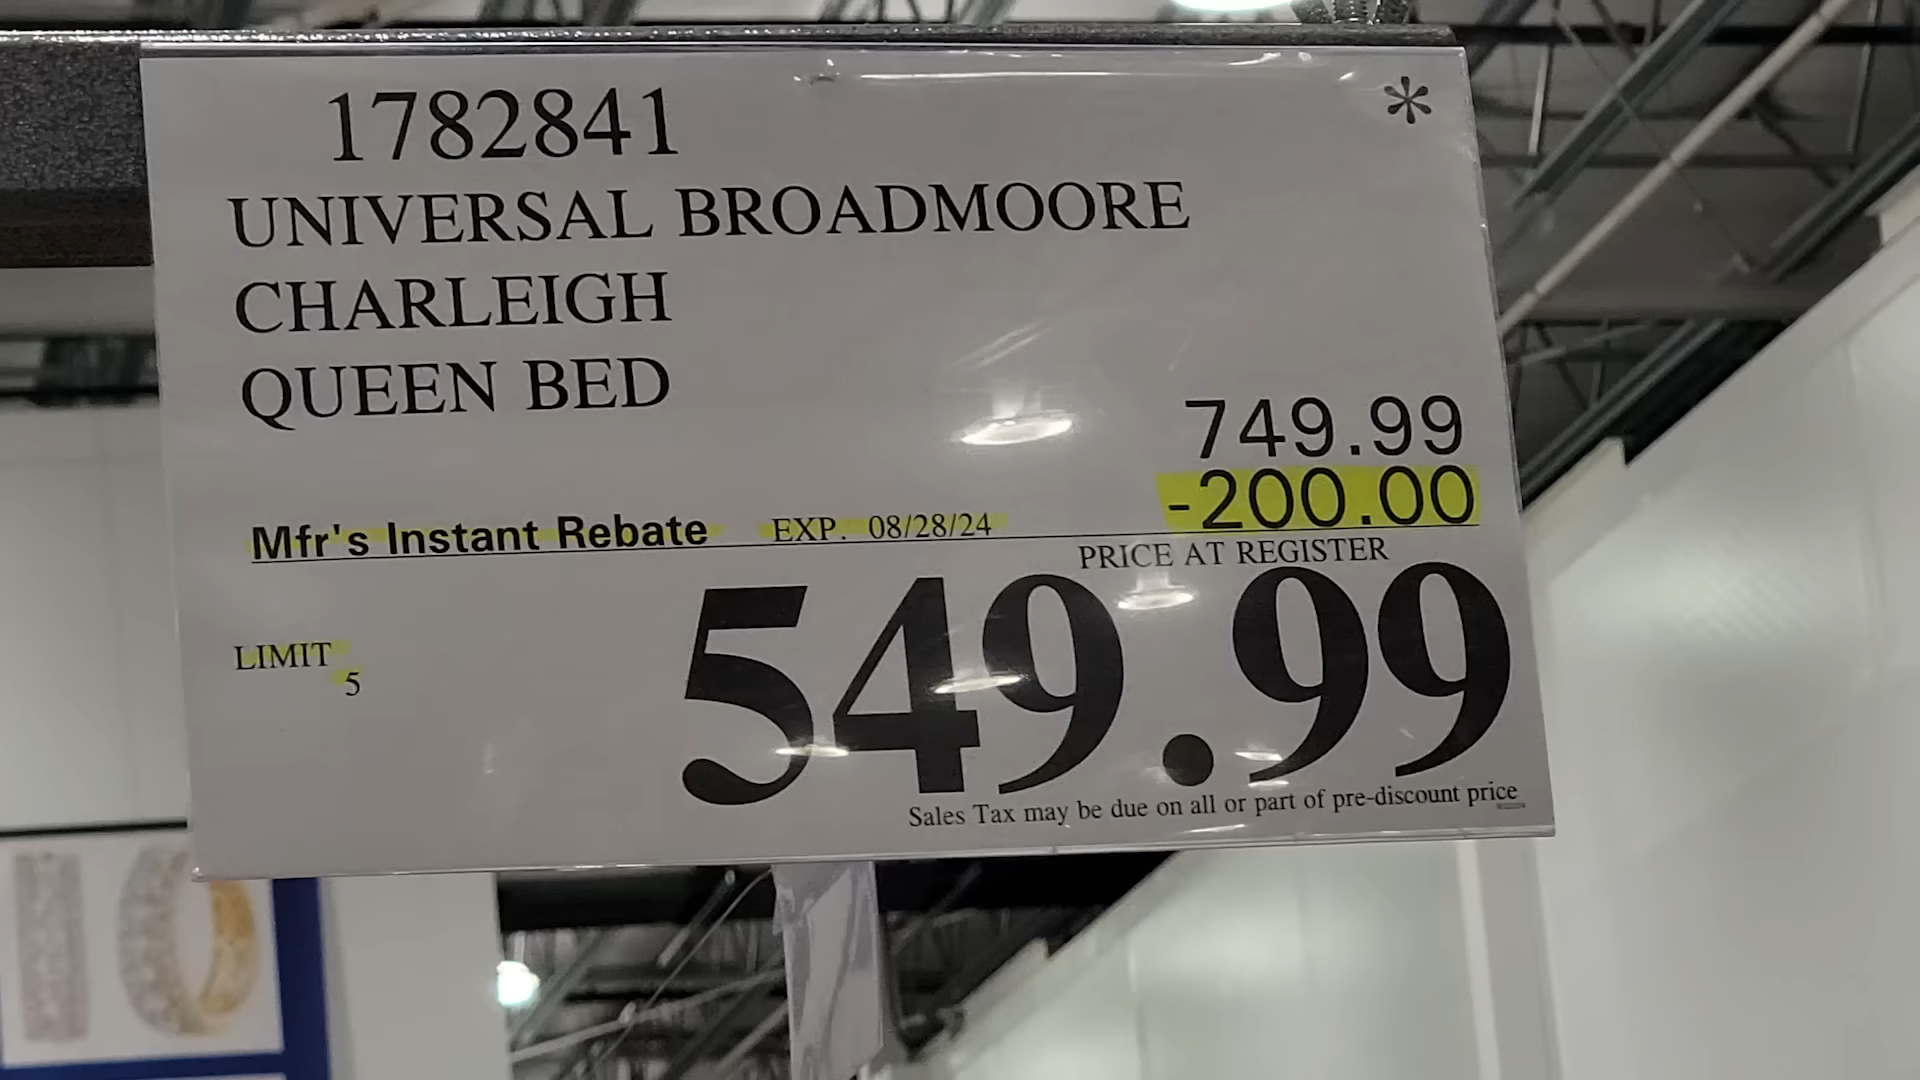 1782841
*
UNIVERSAL BROADMOORE
CHARLEIGH
QUEEN BED
749.99
-200.00
Mfr's Instant Rebate EXP. 08/28/24
PRICE AT REGISTER
549.99
LIMIT
5
Sales Tax may be due on all or part of pre-discount price